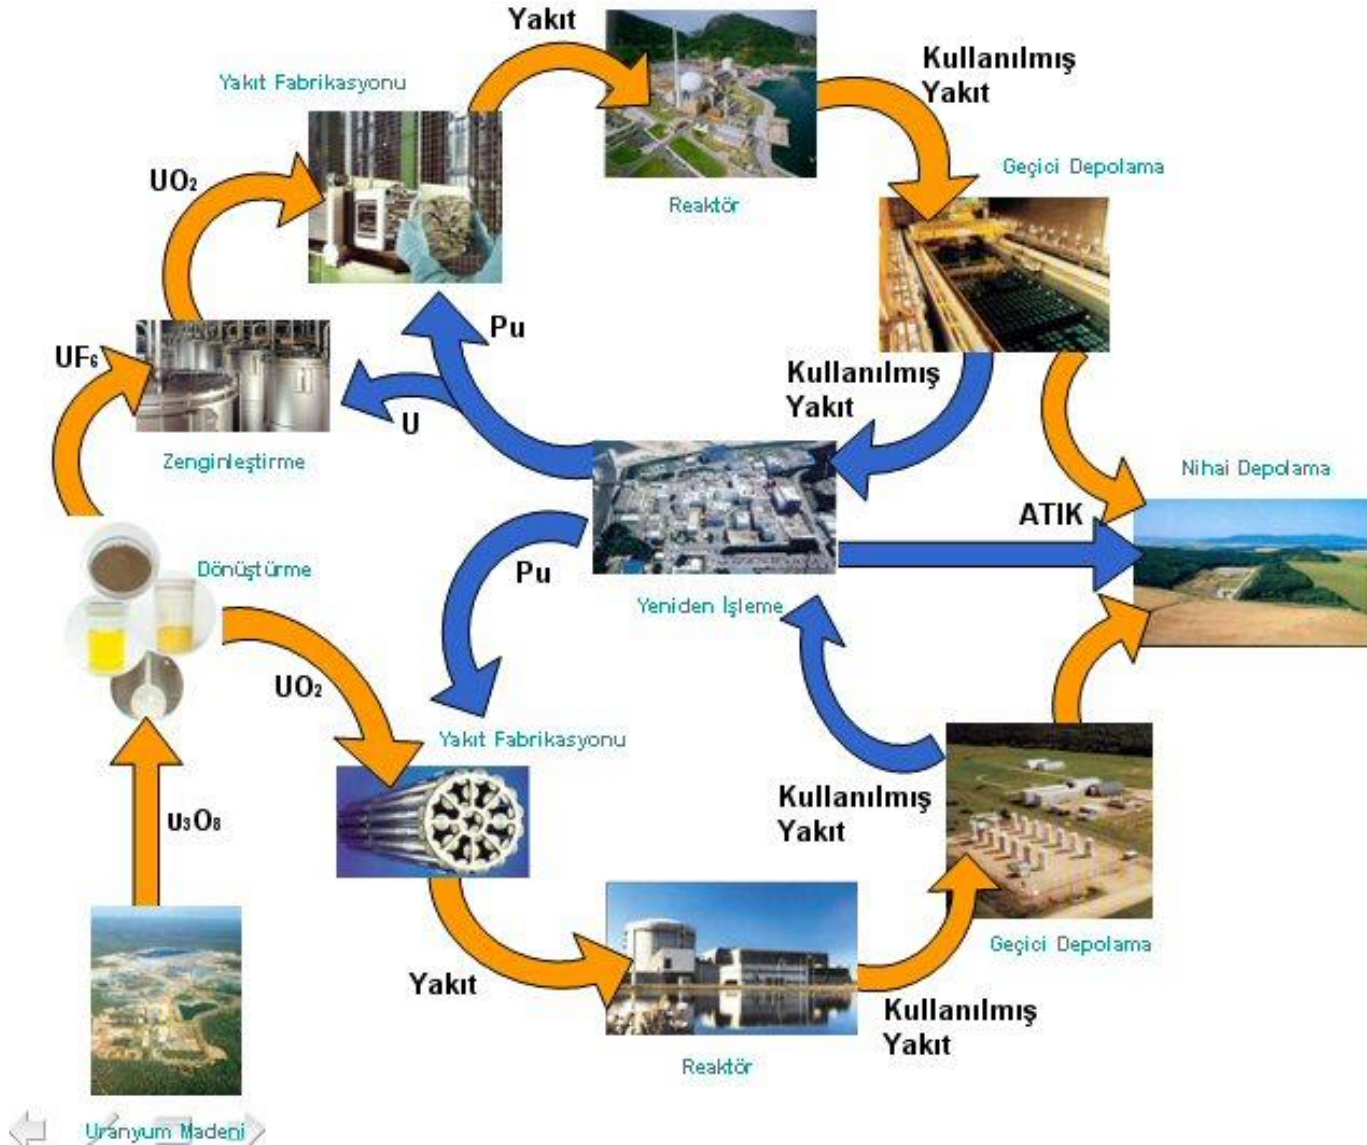 Yakıt
Kullanılmış
Yakıt
Yakıt Fabrikasyonu
Geçici Depolama
UO₂
Reaktör
Pu
UF₆
Kullanılmış
Yakıt
U
Zenginleştirme
Nihai Depolama
ATIK
Dönüştürme
Pu
Yeniden İşleme
UO₂
Yakıt Fabrikasyonu
Kullanılmış
Yakıt
u₃O₈
Geçici Depolama
Yakıt
Kullanılmış
Yakıt
Reaktör
Uranyum Madeni